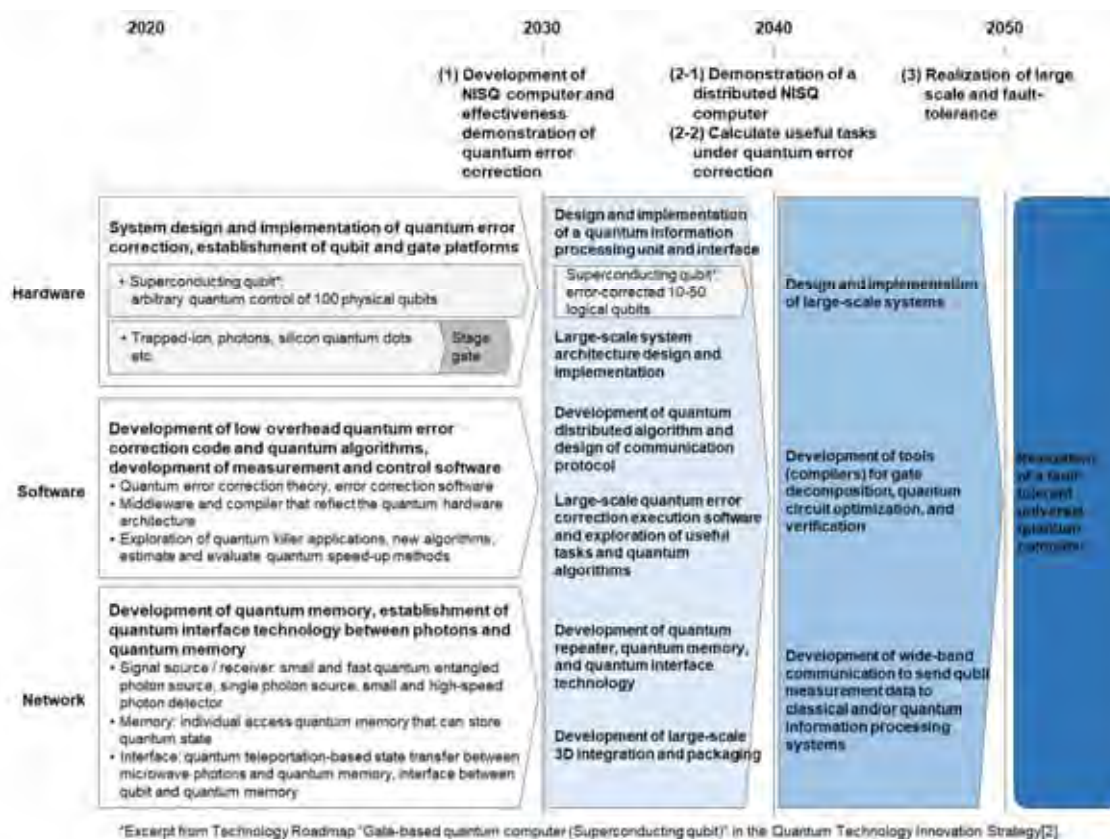 2020
2030
2040
2050
(1) Development of
NISQ computer and
effectiveness
demonstration of
quantum error
correction
(2-1) Demonstration of a
distributed NISQ
computer
(2-2) Calculate useful tasks
under quantum error
correction
(3) Realization of large
scale and fault-
tolerance
Hardware
System design and implementation of quantum error
correction, establishment of qubit and gate platforms
+ Superconducting qubit*:
arbitrary quantum control of 100 physical qubits
+ Trapped-ion, photons, silicon quantum dots
etc.
Stage
gate
Design and implementation
of a quantum information
processing unit and interface
Superconducting qubit*:
error-corrected 10-50
logical qubits
Large-scale system
architecture design and
implementation
Design and implementation
of large-scale systems
Software
Development of low overhead quantum error
correction code and quantum algorithms,
development of measurement and control software
• Quantum error correction theory, error correction software
• Middleware and compiler that reflect the quantum hardware
architecture
• Exploration of quantum killer applications, new algorithms,
estimate and evaluate quantum speed-up methods
Development of quantum
distributed algorithm and
design of communication
protocol
Large-scale quantum error
correction execution software
and exploration of useful
tasks and quantum
algorithms
Development of tools
(compilers) for gate
decomposition, quantum
circuit optimization, and
verification
Realization
of a fault-
tolerant
universal
quantum
computer
Network
Development of quantum memory, establishment of
quantum interface technology between photons and
quantum memory
• Signal source / receiver: small and fast quantum entangled
photon source, single photon source, small and high-speed
photon detector
• Memory: individual access quantum memory that can store
quantum state
• Interface: quantum teleportation-based state transfer between
microwave photons and quantum memory, interface between
qubit and quantum memory
Development of quantum
repeater, quantum memory,
and quantum interface
technology
Development of large-scale
3D integration and packaging
Development of wide-band
communication to send qubit
measurement data to
classical and/or quantum
information processing
systems
*Excerpt from Technology Roadmap "Gate-based quantum computer (Superconducting qubit)" in the Quantum Technology Innovation Strategy[2].